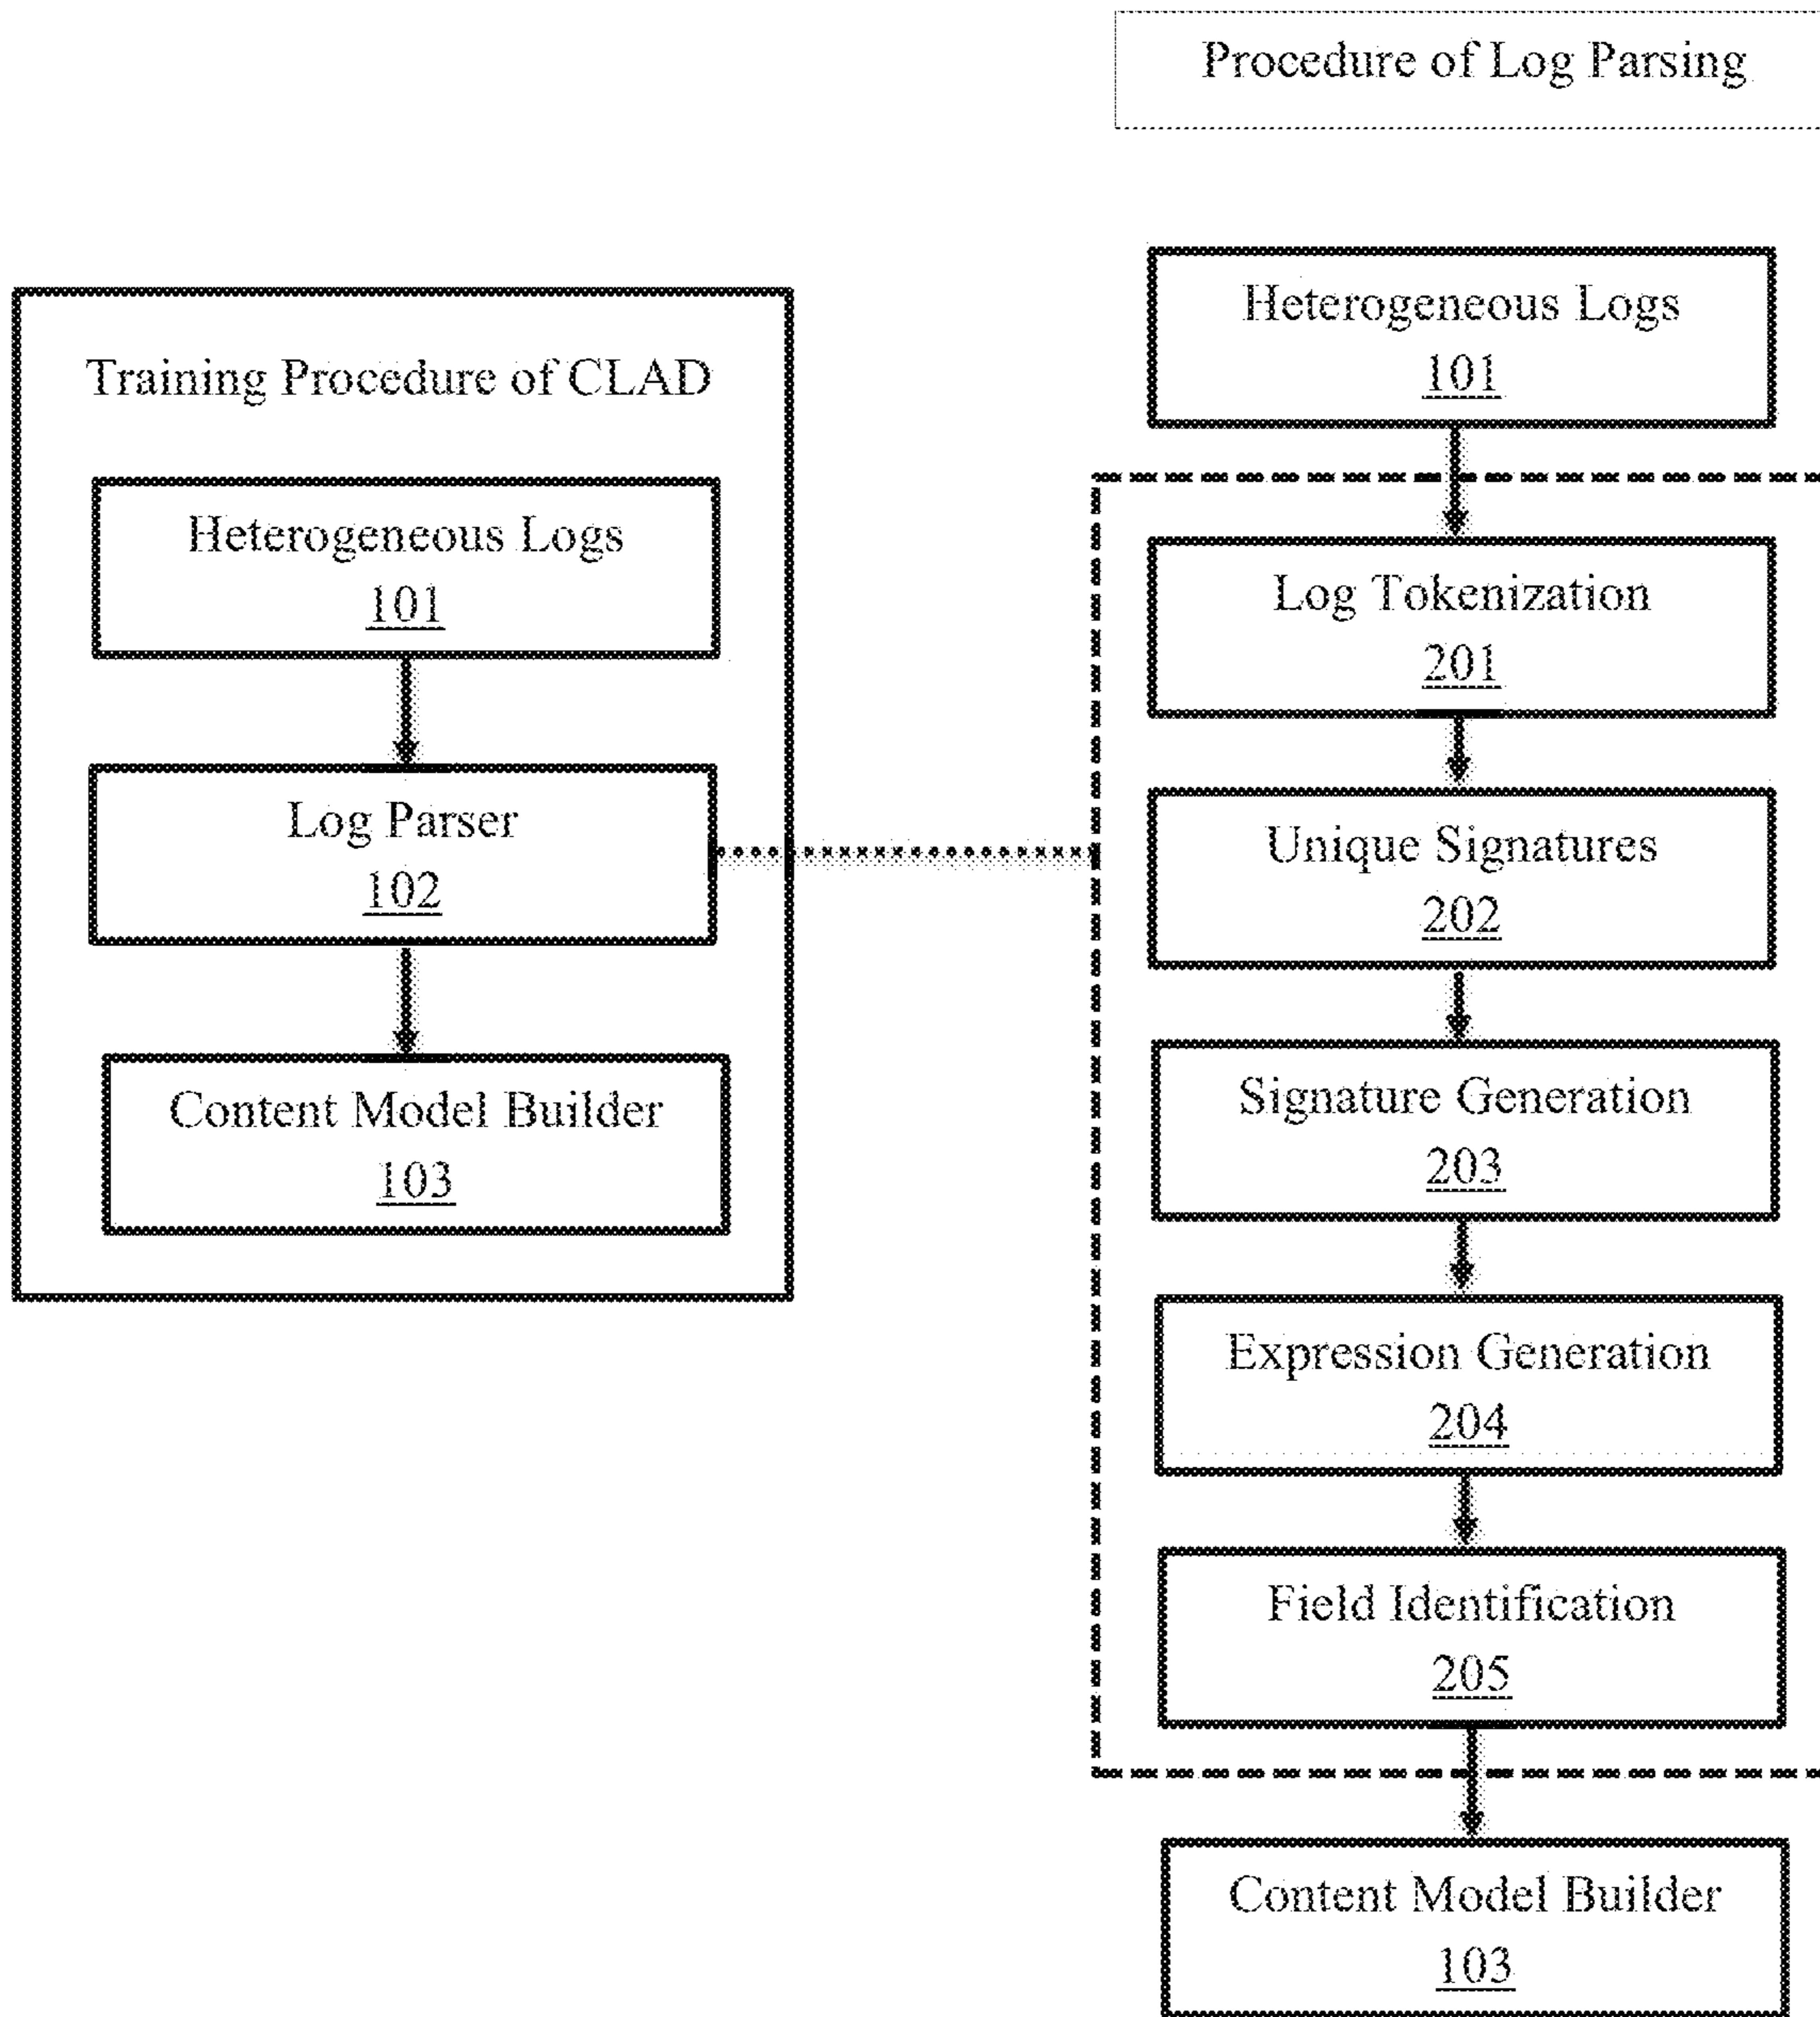 Procedure of Log Parsing
Training Procedure of CLAD
Heterogeneous Logs
101
Log Parser
102
Content Model Builder
103
Heterogeneous Logs
101
Log Tokenization
201
Unique Signatures
202
Signature Generation
203
Expression Generation
204
Field Identification
205
Content Model Builder
103